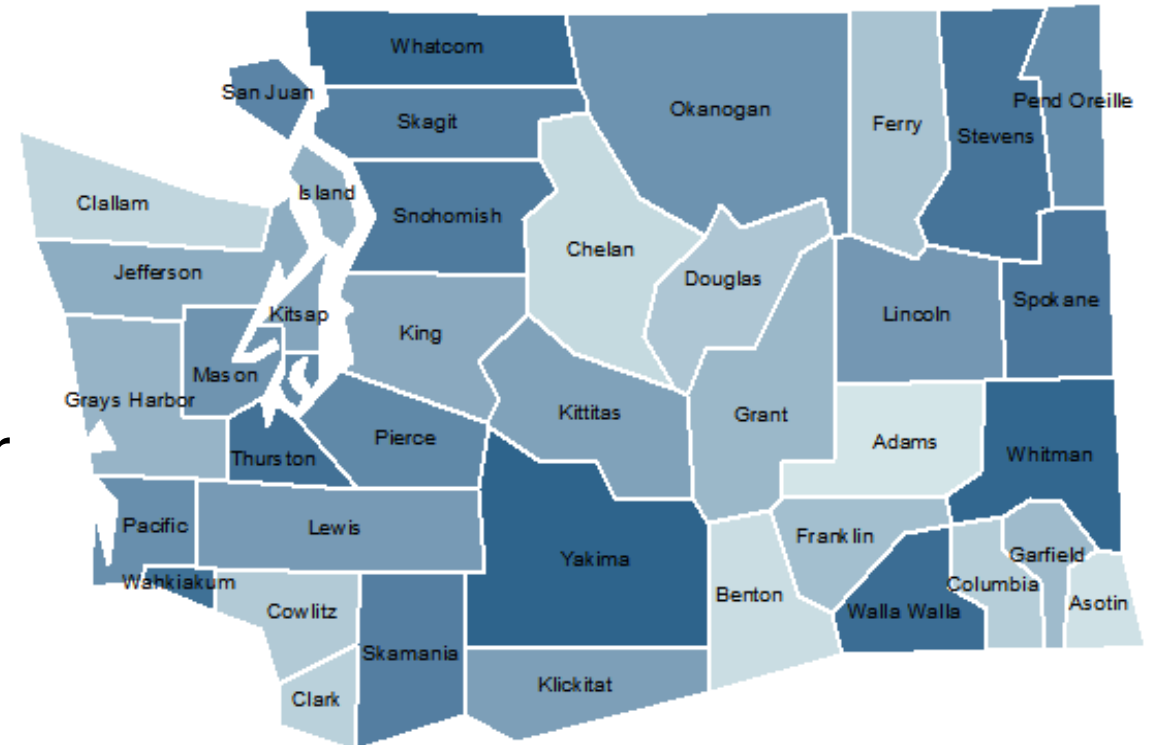 Whatcom
San Juan
Skagit
Okanogan
Ferry
Stevens
Pend Oreille
Clallam
Island
Snohomish
Chelan
Jefferson
Douglas
Kitsap
King
Lincoln
Spokane
Mason
Grays Harbor
Kittitas
Grant
Pierce
Thurston
Adams
Whitman
r
Pacific
Lewis
Yakima
Franklin
Garfield
Wahkiakum
Cowlitz
Benton
Walla Walla
Columbia
Asotin
Skamania
Clark
Klickitat